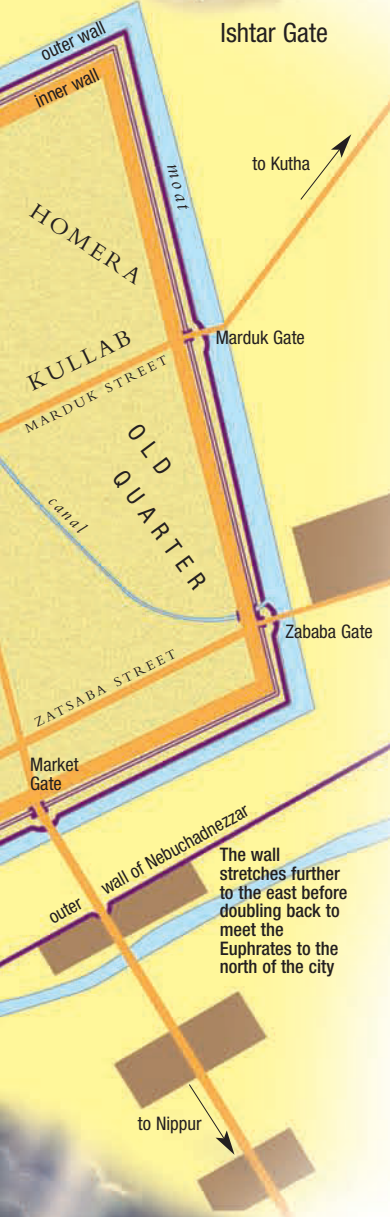 Ishtar Gate
outer wall
inner wall
moat
to Kutha
HOMERA
KULLAB
Marduk Gate
MARDUK STREET
OLD
QUARTER
canal
Zababa Gate
ZATSABA STREET
Market
Gate
outer wall of Nebuchadnezzar
The wall
stretches further
to the east before
doubling back to
meet the
Euphrates to the
north of the city
to Nippur